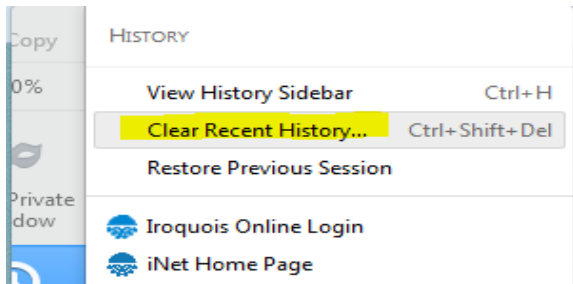 Copy
HISTORY
0%
View History Sidebar Ctrl+H
Clear Recent History... Ctrl+Shift+Del
Restore Previous Session
Private
dow
Iroquois Online Login
iNet Home Page